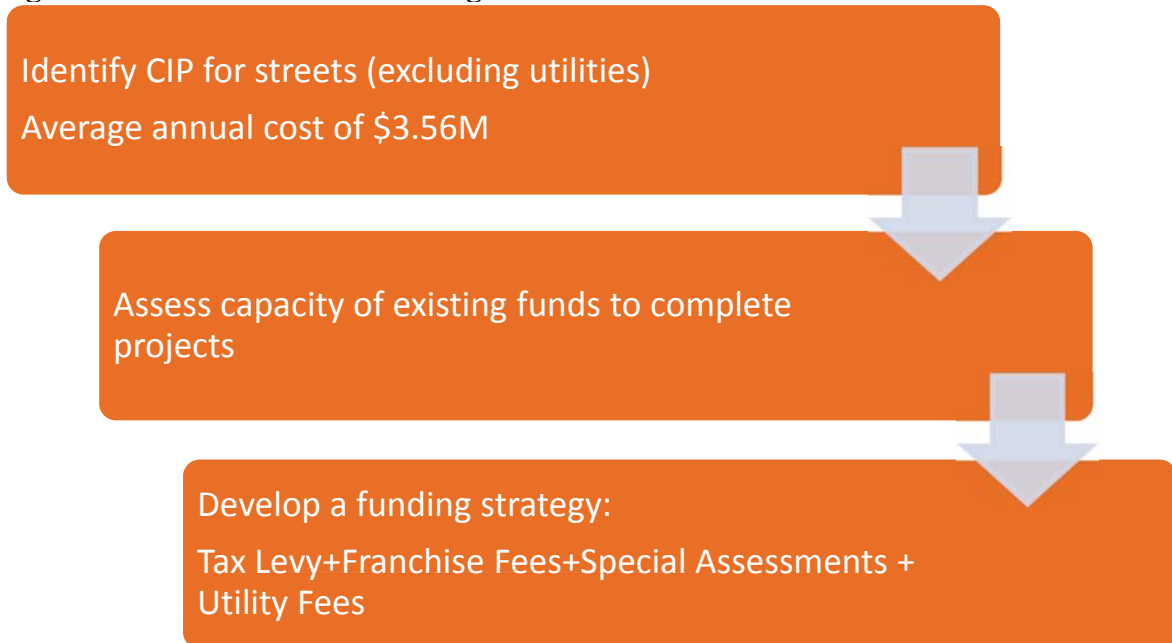 Identify CIP for streets (excluding utilities)
Average annual cost of $3.56M
Assess capacity of existing funds to complete
projects
Develop a funding strategy:
Tax Levy+Franchise Fees+Special Assessments +
Utility Fees